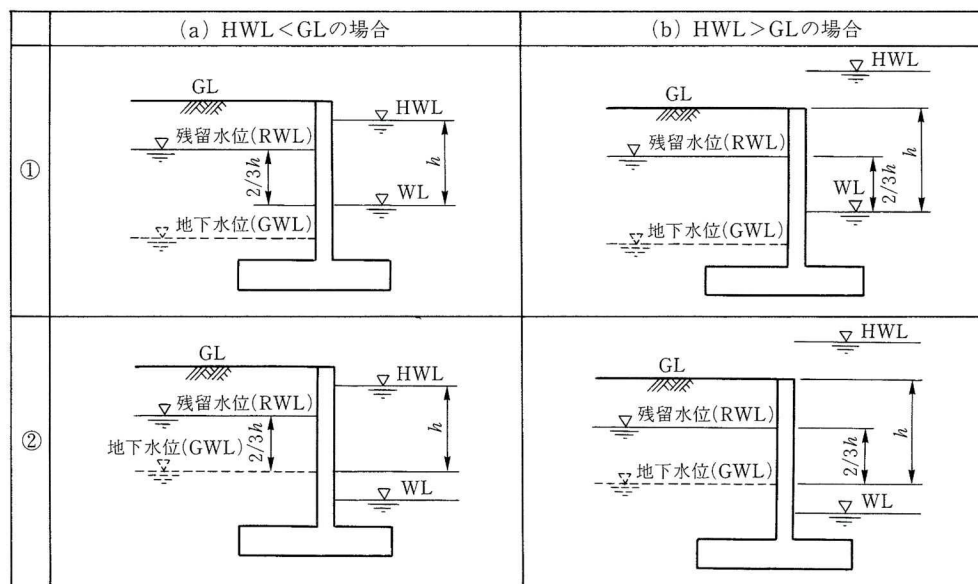 (a) HWL<GLの場合
(b) HWL>GLの場合
①
GL
HWL
残留水位(RWL)
2/3h
h
WL
地下水位(GWL)
HWL
GL
残留水位(RWL)
h
WL
2/3h
地下水位(GWL)
②
GL
HWL
残留水位(RWL)
h
地下水位(GWL)
2/3h
WL
HWL
GL
残留水位(RWL)
h
2/3h
地下水位(GWL)
WL